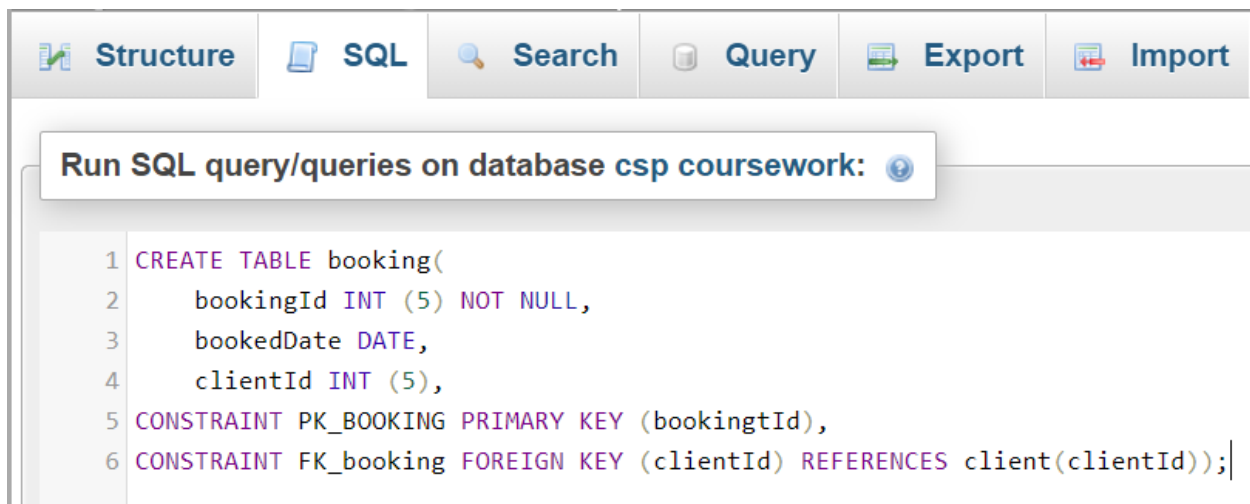 Structure SQL Search Query Export Import
Run SQL query/queries on database csp coursework:
1 CREATE TABLE booking(
2 bookingId INT (5) NOT NULL,
3 bookedDate DATE,
4 clientId INT (5),
5 CONSTRAINT PK_BOOKING PRIMARY KEY (bookingtId),
6 CONSTRAINT FK_booking FOREIGN KEY (clientId) REFERENCES client(clientId));